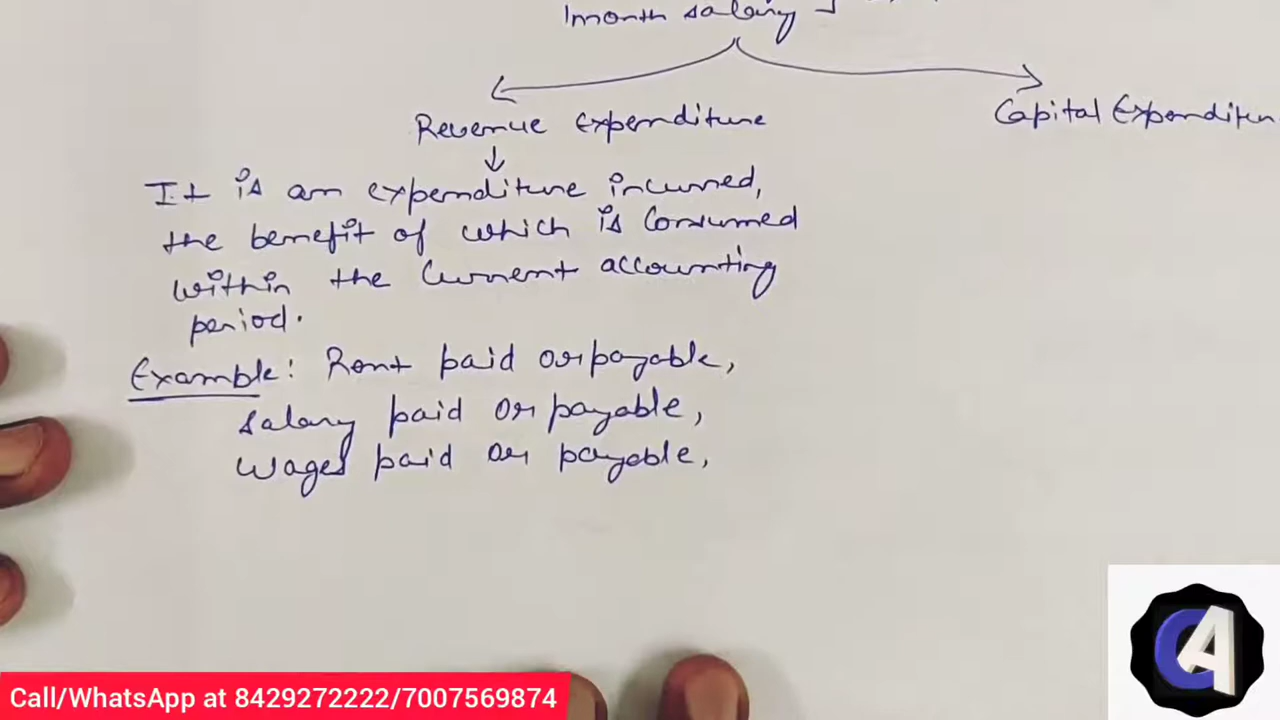 1month salary
Revenue Expenditure
Capital Expenditur
It is an expenditure incurred,
the benefit of which is Consumed
within the Current accounting
period.
Example: Rent paid or payable,
salary paid or payable,
wages paid or payable,
CA
Call/WhatsApp at 8429272222/7007569874